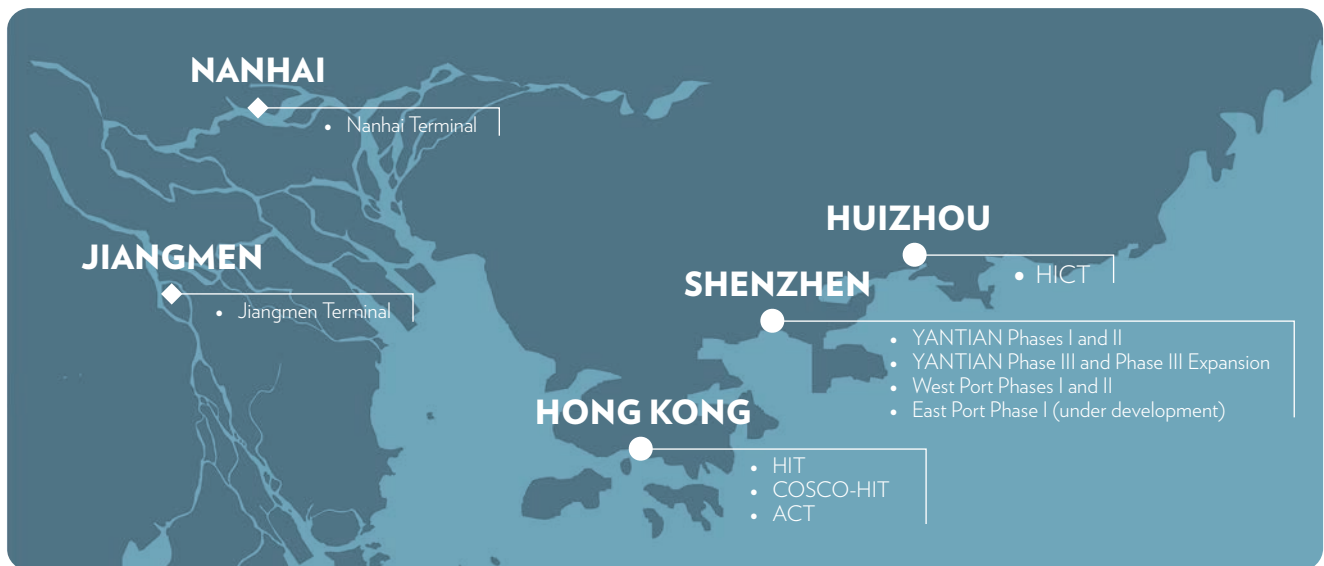 NANHAI
• Nanhai Terminal
JIANGMEN
• Jiangmen Terminal
HUIZHOU
• HICT
SHENZHEN
• YANTIAN Phases I and II
• YANTIAN Phase III and Phase III Expansion
• West Port Phases I and II
• East Port Phase I (under development)
HONG KONG
• HIT
• COSCO-HIT
• ACT